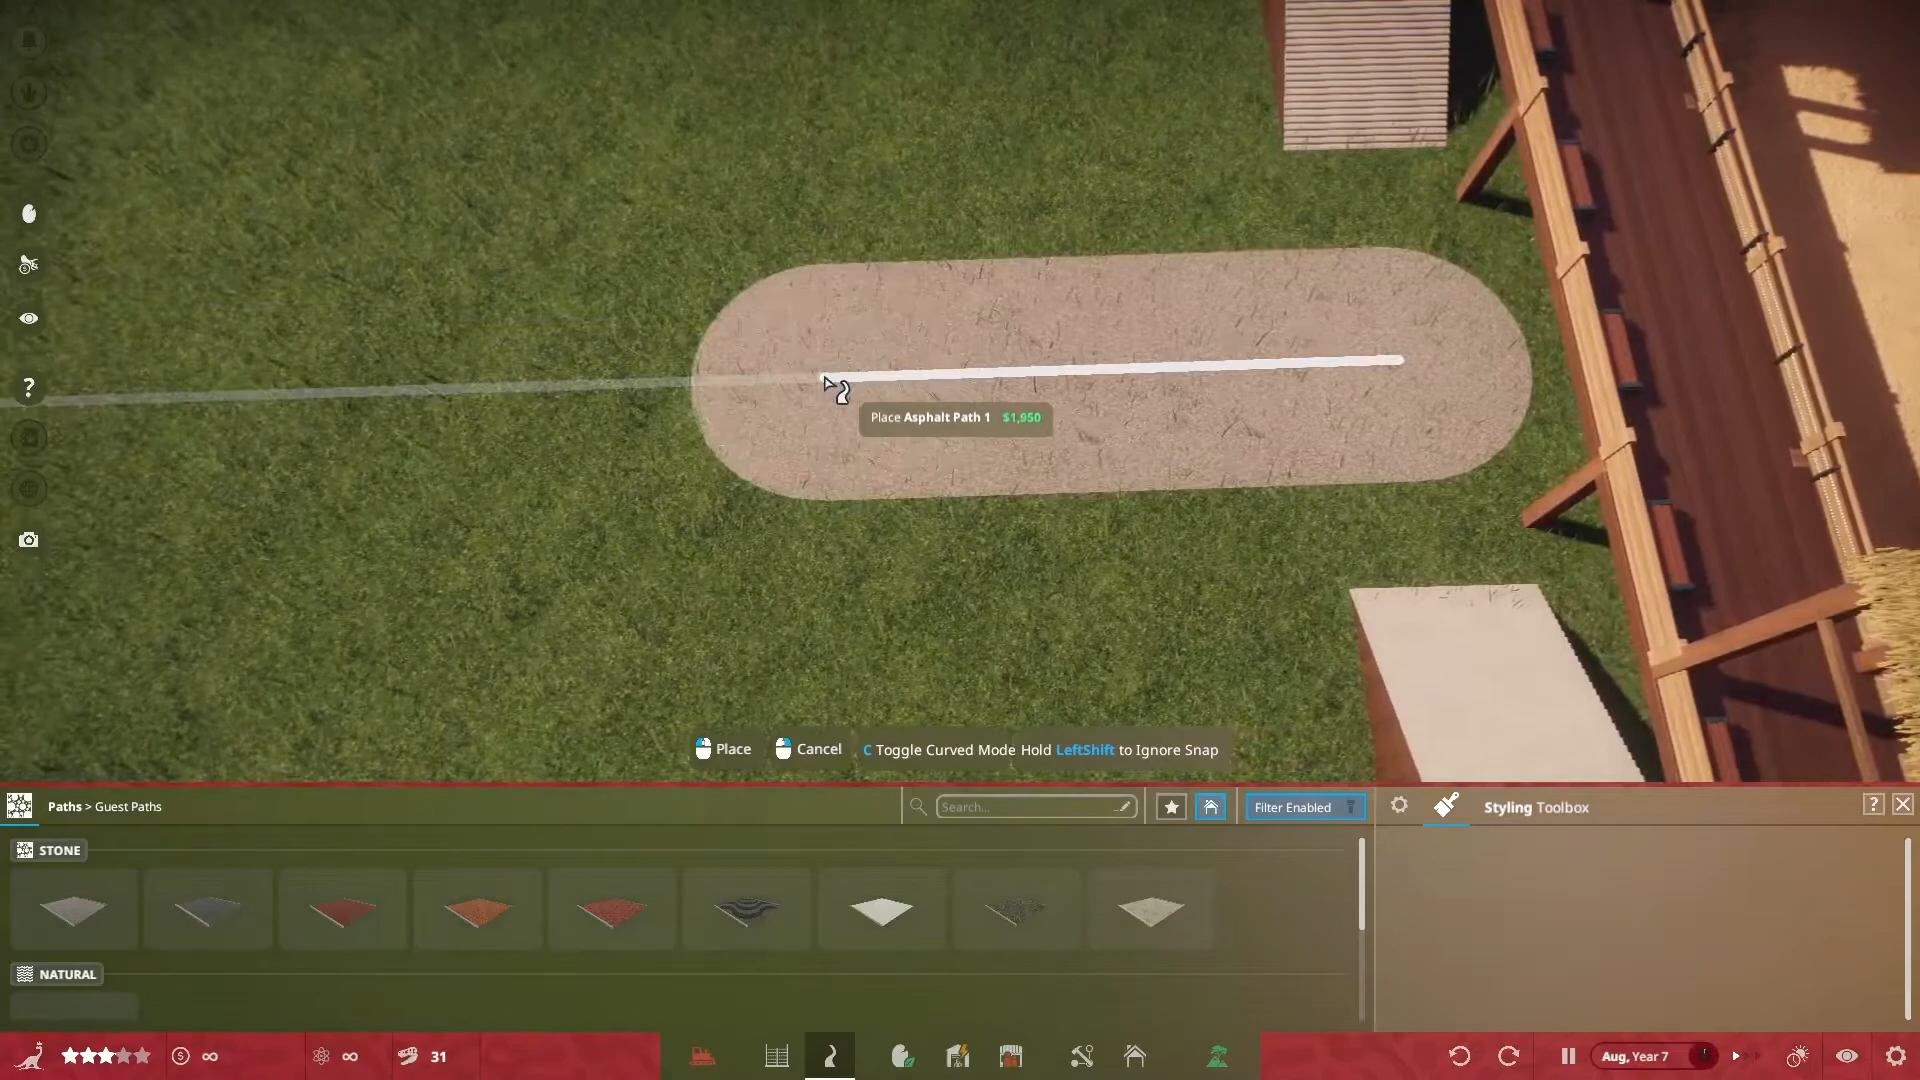 ?
Place Asphalt Path 1 $1,950
Place Cancel C Toggle Curved Mode Hold LeftShift to Ignore Snap
Paths > Guest Paths
Search...
Filter Enabled
Styling Toolbox
?
STONE
NATURAL
∞
∞
31
Aug, Year 7